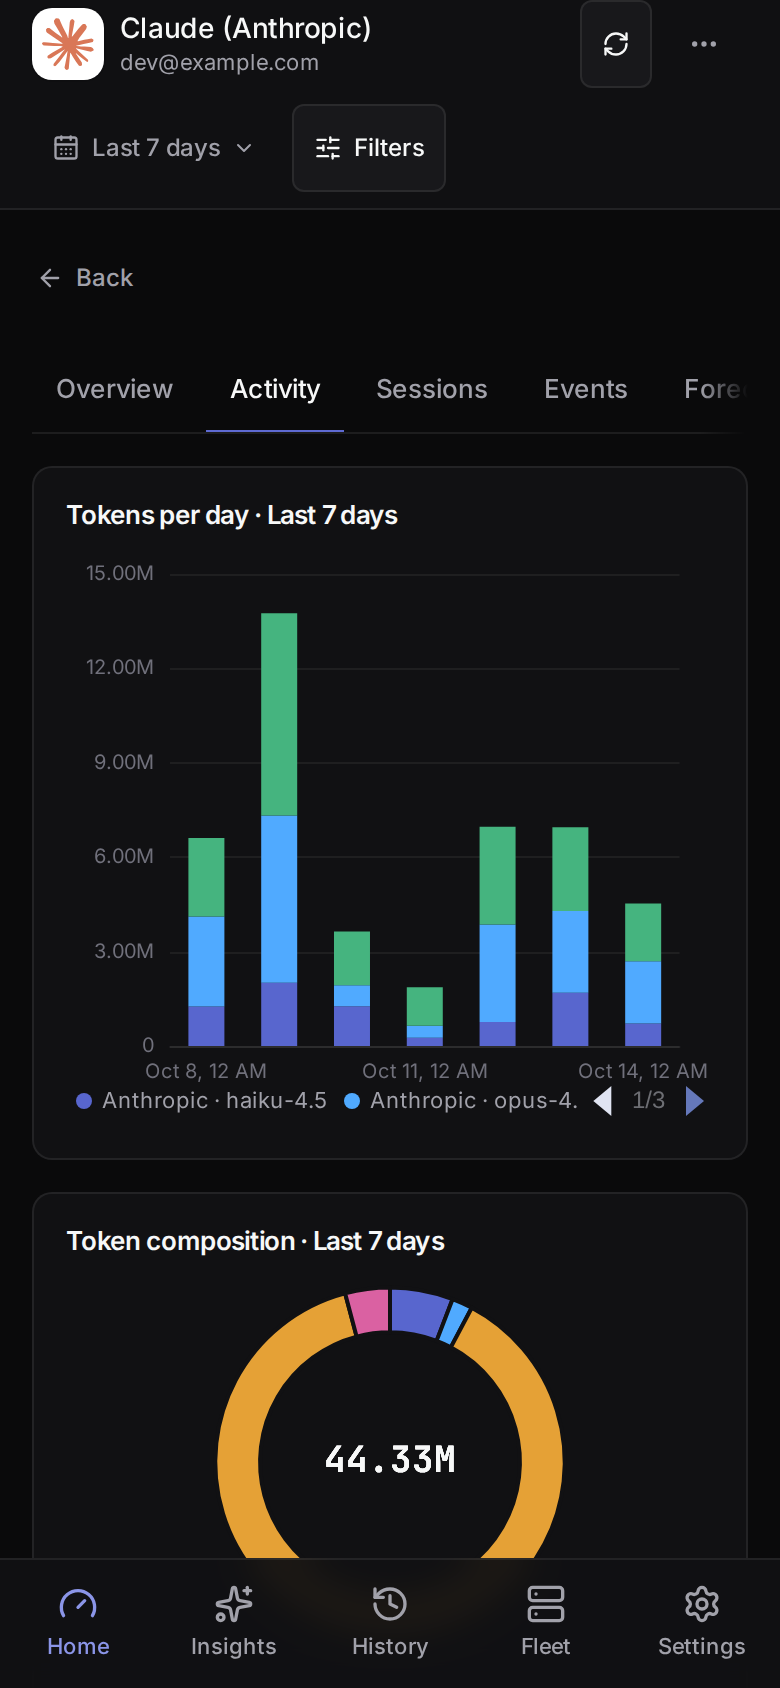 Claude (Anthropic)
dev@example.com
Last 7 days
Filters
Back
Overview Activity Sessions Events Fore
Tokens per day · Last 7 days
15.00M
12.00M
9.00M
6.00M
3.00M
0
Oct 8, 12 AM Oct 11, 12 AM Oct 14, 12 AM
Anthropic · haiku-4.5 Anthropic · opus-4. 1/3
Token composition · Last 7 days
44.33M
Home Insights History Fleet Settings